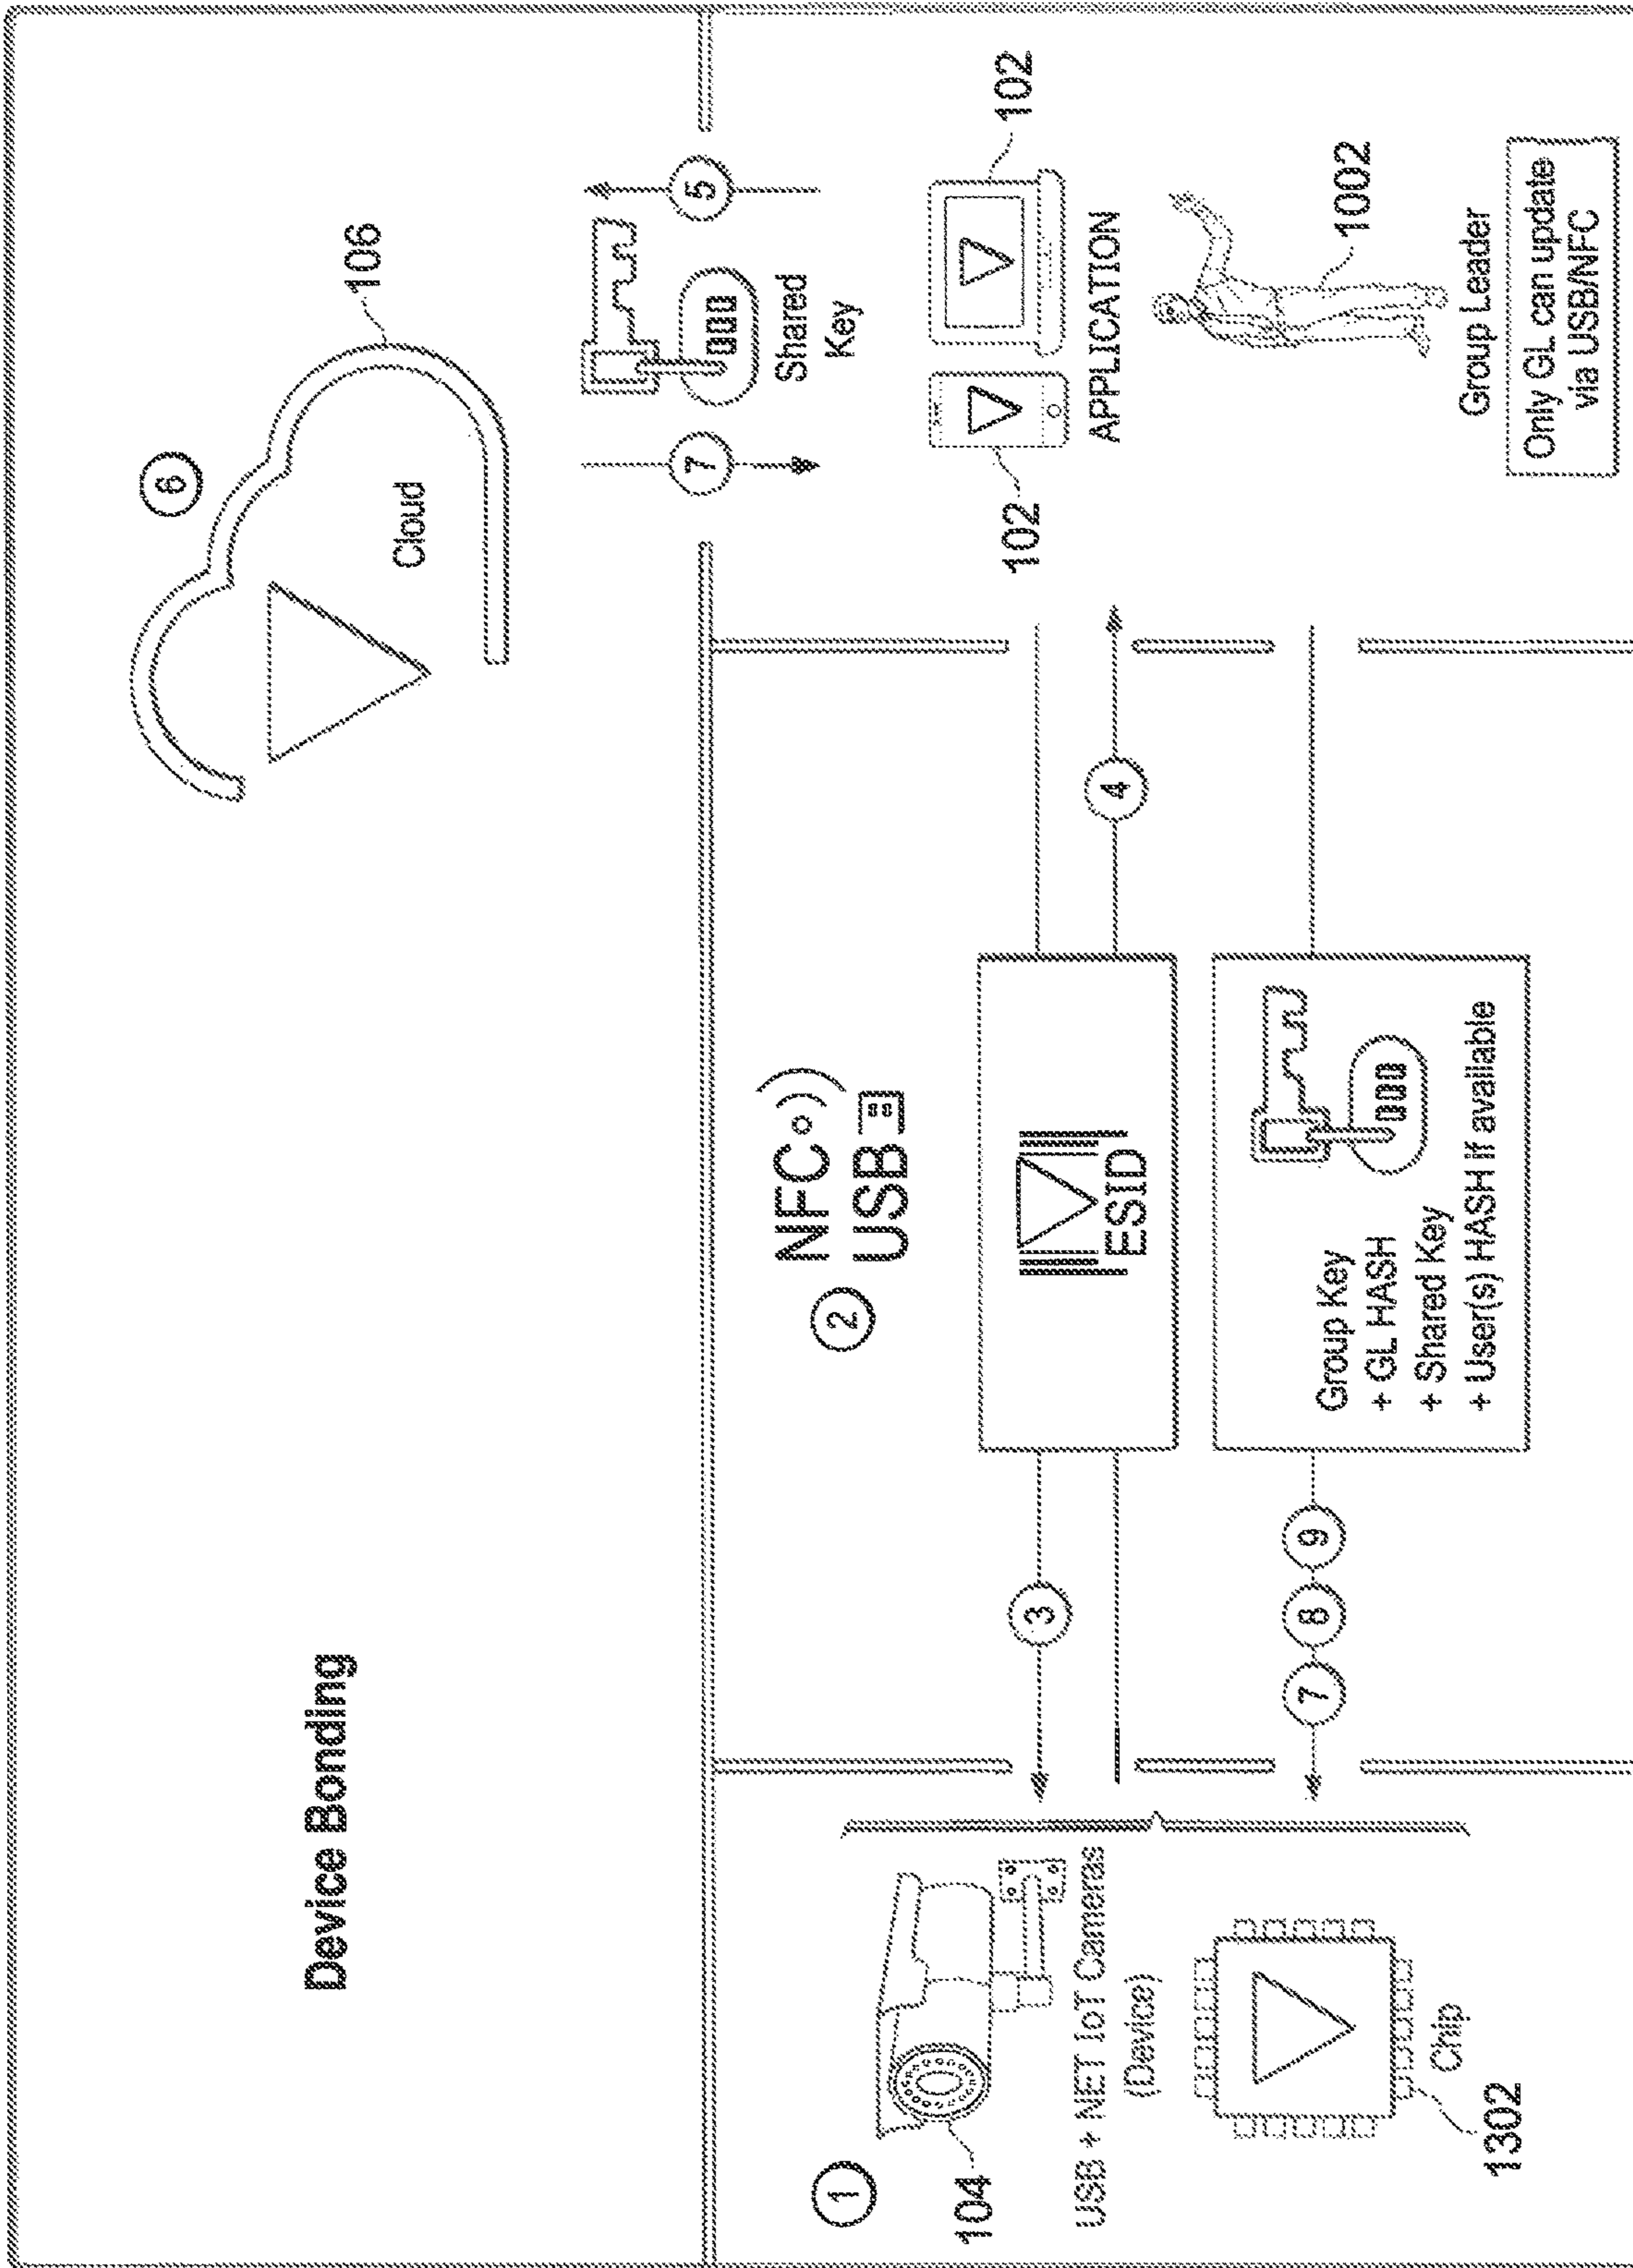 Device Bonding
6
106
Cloud
7
5
Shared
Key
1
104
USB + NET IoT Cameras
(Device)
Chip
1302
2
NFC
USB
3
ESID
4
7
8
9
Group Key
+ GL HASH
+ Shared Key
+ User(s) HASH if available
102
102
APPLICATION
1002
Group Leader
Only GL can update
via USB/NFC